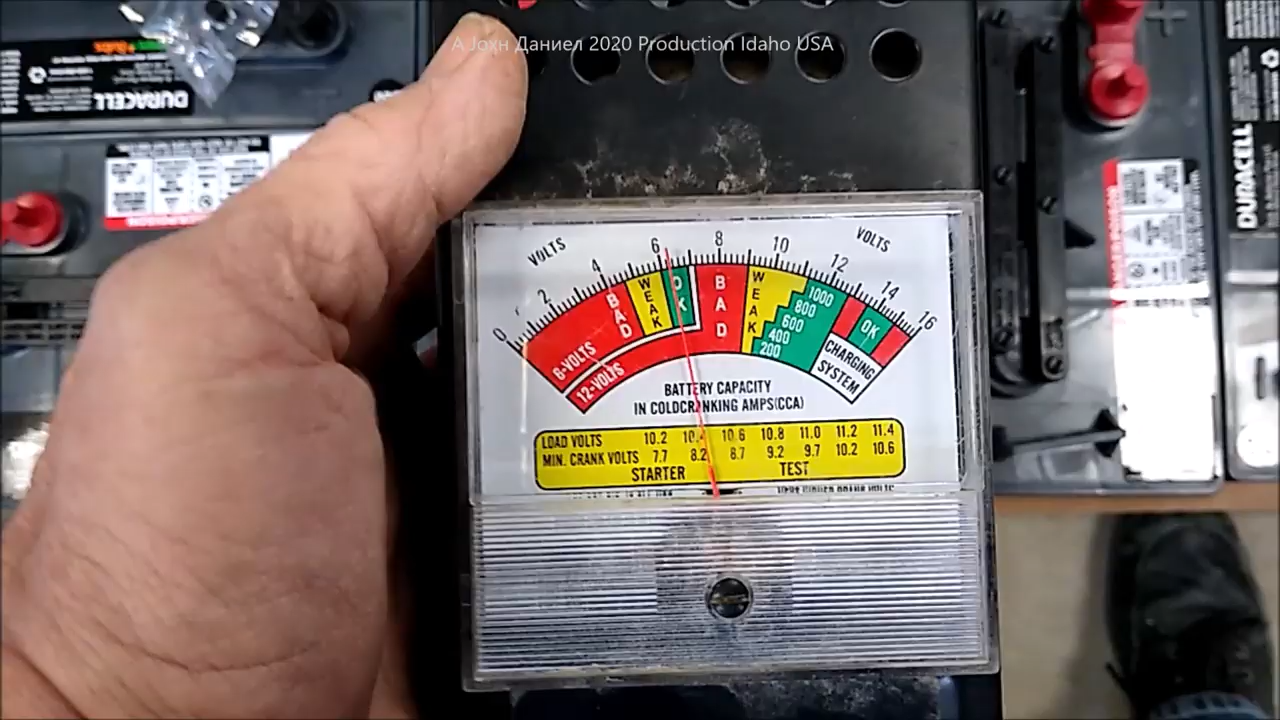 А Јохн Даниел 2020 Production Idaho USA
DURACELL
DURACELL
VOLTS
VOLTS
0 2 4 6 8 10 12 14 16
BAD
WEAK
OK
BAD
WEAK
1000
800
600
400
200
OK
6-VOLTS
12-VOLTS
CHARGING
SYSTEM
BATTERY CAPACITY
IN COLDCRANKING AMPS(CCA)
LOAD VOLTS 10.2 10.4 10.6 10.8 11.0 11.2 11.4
MIN. CRANK VOLTS 7.7 8.2 8.7 9.2 9.7 10.2 10.6
STARTER TEST